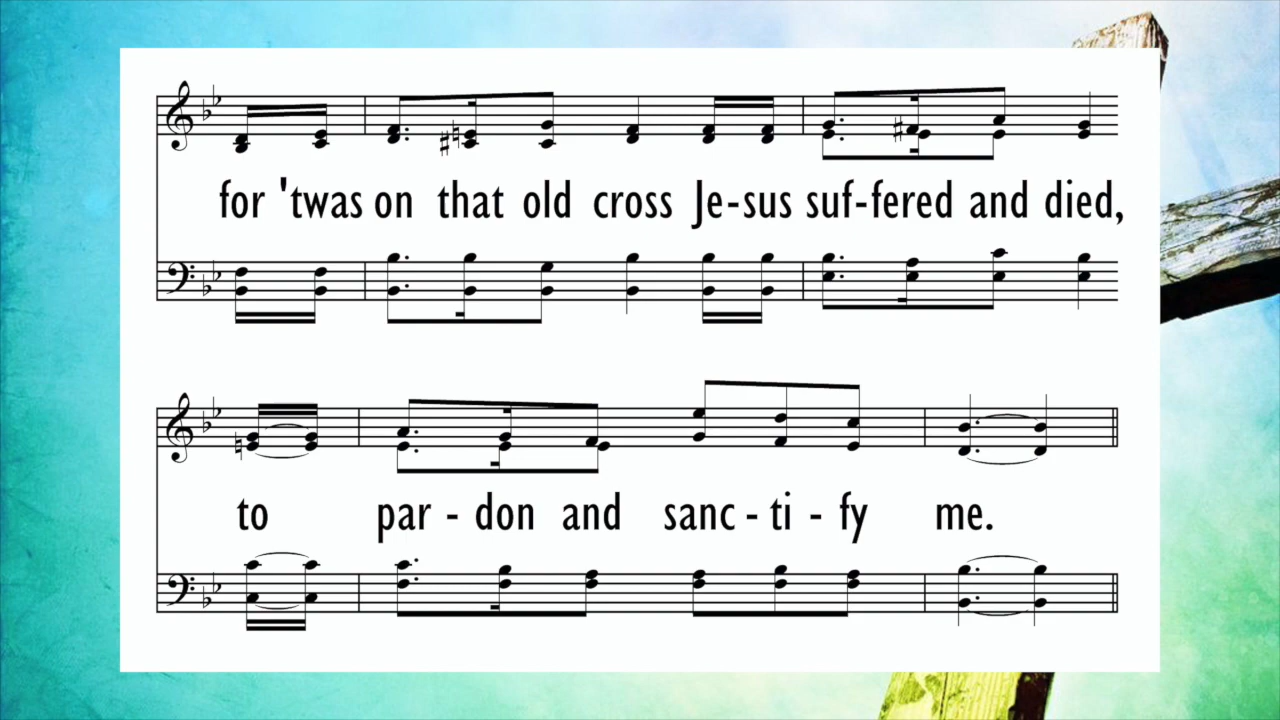 for 'twas on that old cross Je-sus suf-fered and died,
to par - don and sanc - ti - fy me.